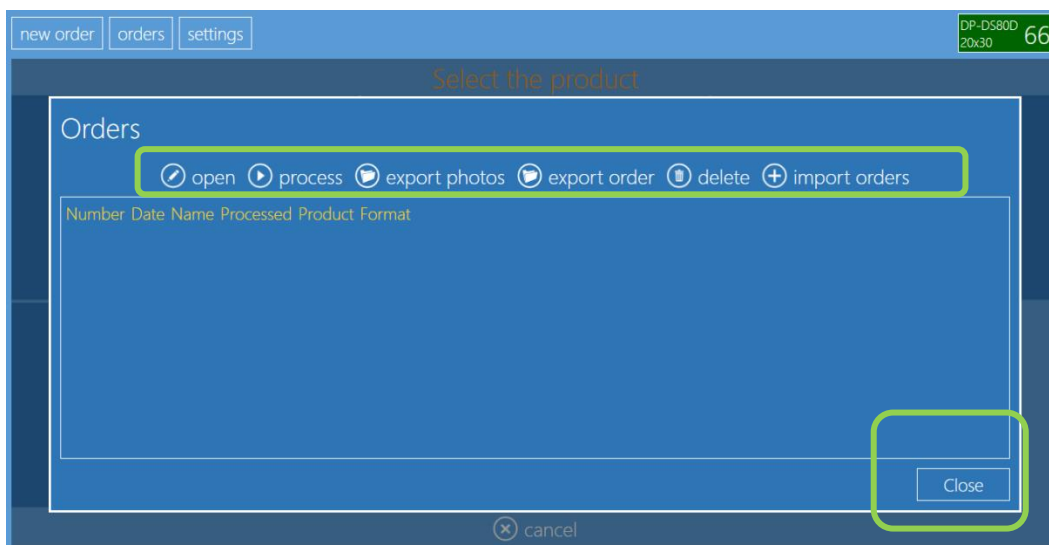 new order orders settings
DP-DS80D
20x30
66
Select the product
Orders
open process export photos export order delete import orders
Number Date Name Processed Product Format
Close
cancel